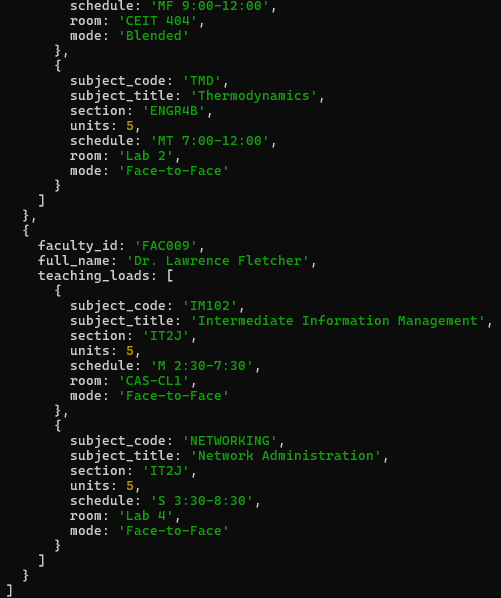 schedule: 'MF 9:00-12:00',
room: 'CEIT 404',
mode: 'Blended'
},
{
subject_code: 'TMD',
subject_title: 'Thermodynamics',
section: 'ENGR4B',
units: 5,
schedule: 'MT 7:00-12:00',
room: 'Lab 2',
mode: 'Face-to-Face'
}
]
},
{
faculty_id: 'FAC009',
full_name: 'Dr. Lawrence Fletcher',
teaching_loads: [
{
subject_code: 'IM102',
subject_title: 'Intermediate Information Management',
section: 'IT2J',
units: 5,
schedule: 'M 2:30-7:30',
room: 'CAS-CL1',
mode: 'Face-to-Face'
},
{
subject_code: 'NETWORKING',
subject_title: 'Network Administration',
section: 'IT2J',
units: 5,
schedule: 'S 3:30-8:30',
room: 'Lab 4',
mode: 'Face-to-Face'
}
]
}
]